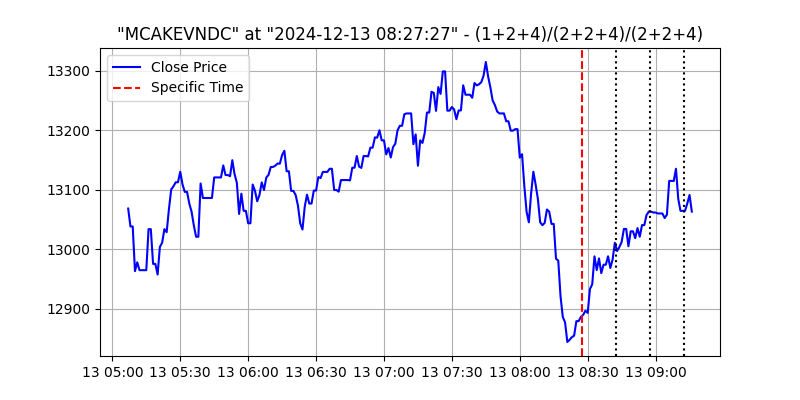 "MCAKEVNDC" at "2024-12-13 08:27:27" - (1+2+4)/(2+2+4)/(2+2+4)
Close Price
Specific Time
13300
13200
13100
13000
12900
13 05:00 13 05:30 13 06:00 13 06:30 13 07:00 13 07:30 13 08:00 13 08:30 13 09:00